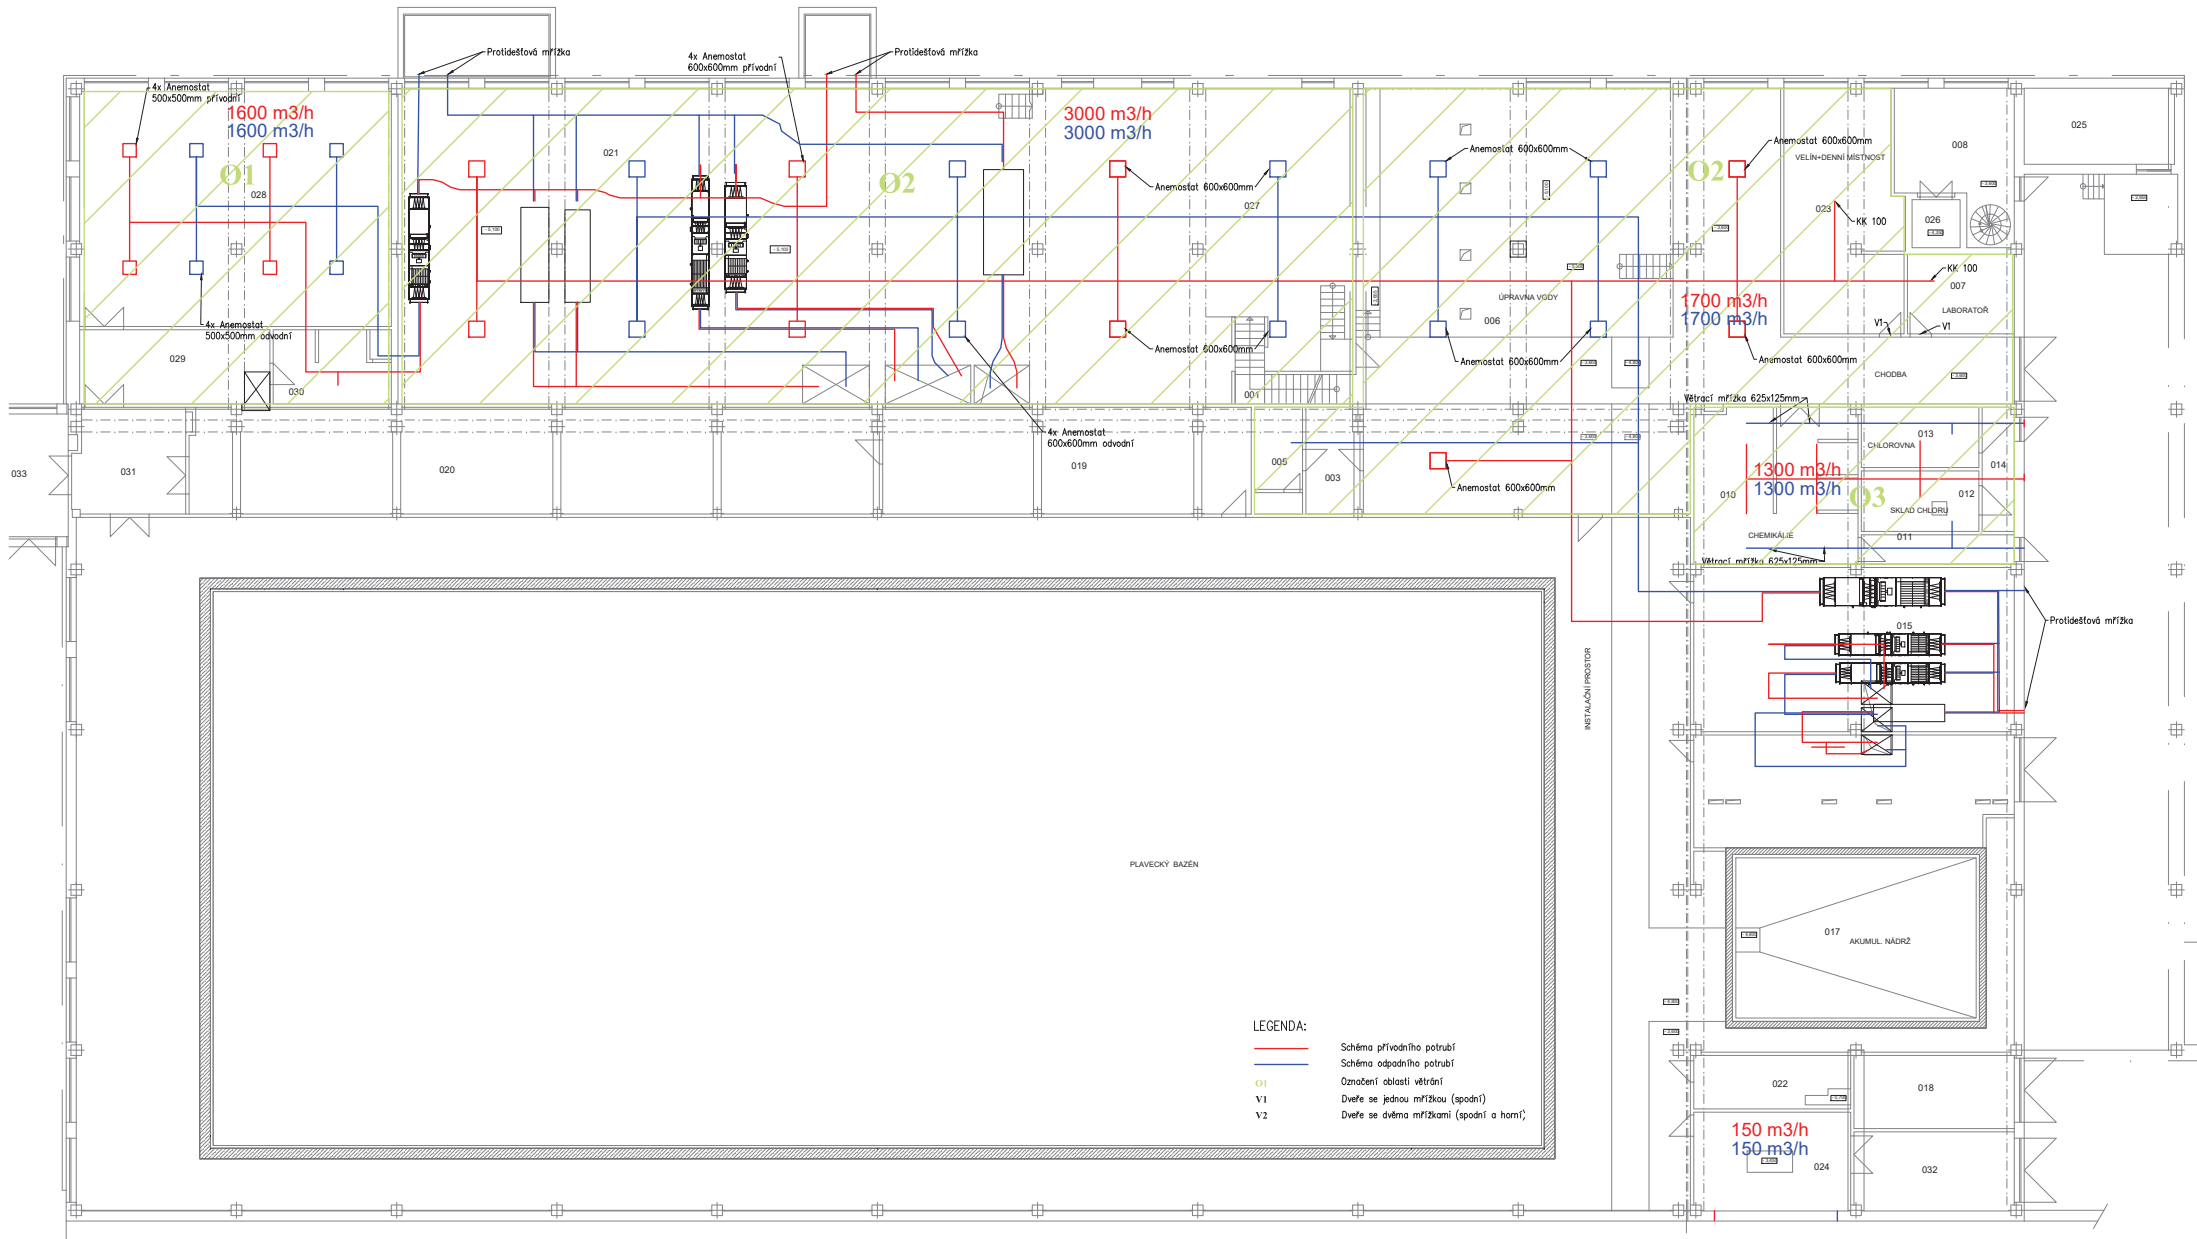 Protidešťová mřížka
4x Anemostat
600x600mm přívodní
Protidešťová mřížka
4x Anemostat
500x500mm přívodní
1600 m3/h
1600 m3/h
O1
028
021
O2
3000 m3/h
3000 m3/h
Anemostat 600x600mm
027
Anemostat 600x600mm
O2
Anemostat 600x600mm
VELÍN+DENNÍ MÍSTNOST
023
KK 100
008
026
025
KK 100
007
LABORATOŘ
V1
V1
1700 m3/h
1700 m3/h
ÚPRAVNA VODY
006
Anemostat 600x600mm
Anemostat 600x600mm
Anemostat 600x600mm
4x Anemostat
500x500mm odvodní
029
030
001
CHODBA
Větrací mřížka 625x125mm
4x Anemostat
600x600mm odvodní
033
031
020
019
005
003
Anemostat 600x600mm
013
CHLOROVNA
014
1300 m3/h
1300 m3/h
O3
010
012
SKLAD CHLORU
CHEMIKÁLIE
011
Větrací mřížka 625x125mm
015
Protidešťová mřížka
INSTALAČNÍ PROSTOR
PLAVECKÝ BAZÉN
017
AKUMUL. NÁDRŽ
LEGENDA:
Schéma přívodního potrubí
Schéma odpadního potrubí
O1 Označení oblasti větrání
V1 Dveře se jednou mřížkou (spodní)
V2 Dveře se dvěma mřížkami (spodní a horní)
022
018
150 m3/h
150 m3/h
024
032